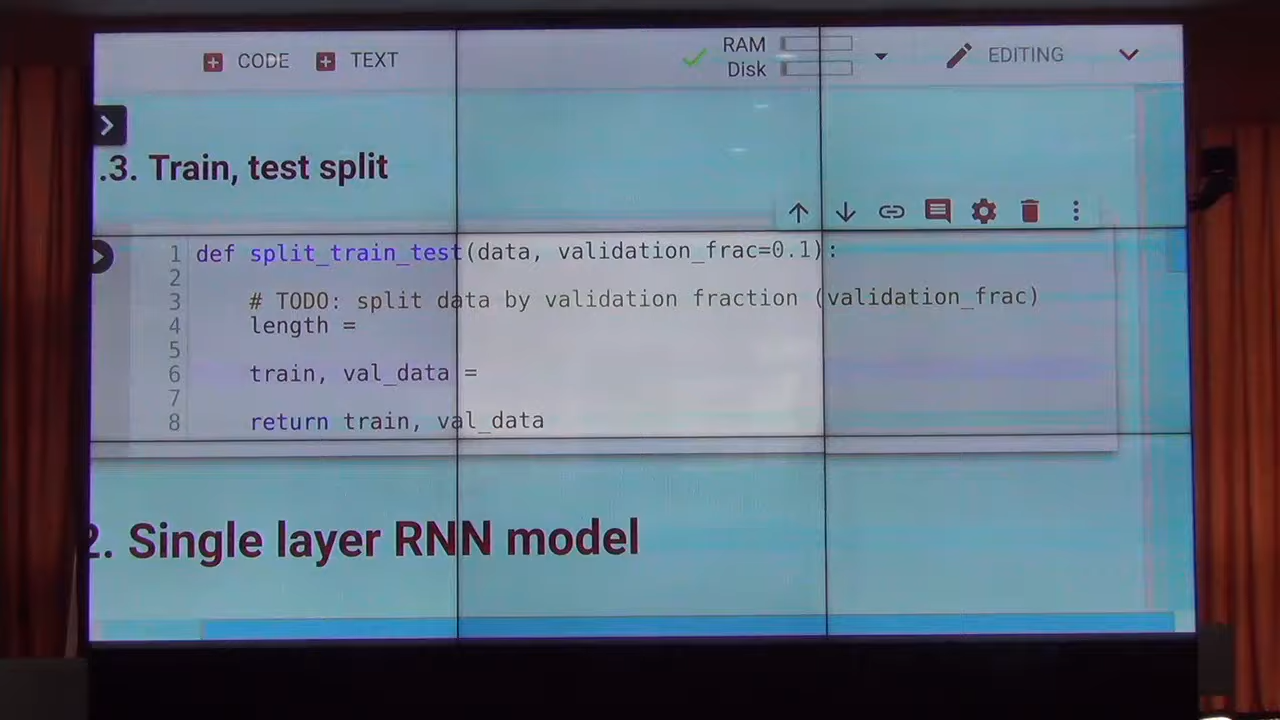 CODE TEXT RAM Disk EDITING
.3. Train, test split
1 def split_train_test(data, validation_frac=0.1):
2
3 # TODO: split data by validation fraction (validation_frac)
4 length =
5
6 train, val_data =
7
8 return train, val_data
2. Single layer RNN model